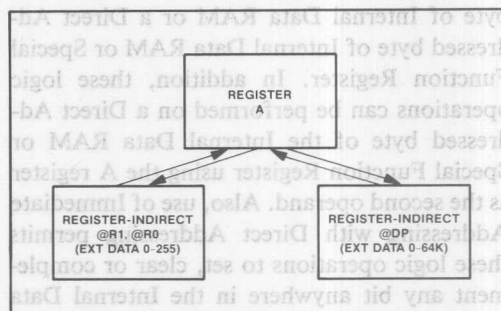 REGISTER
A
REGISTER-INDIRECT
@R1, @R0
(EXT DATA 0-255)
REGISTER-INDIRECT
@DP
(EXT DATA 0-64K)
byte of Internal Data RAM or a Direct Ad-
dressed byte of Internal Data RAM or Special
Function Register. In addition, these logic
operations can be performed on a Direct Ad-
dressed byte of the Internal Data RAM or
Special Function Register using the A register
as the second operand. Also, use of Immediate
Addressing with Direct Addressing permits
these logic operations to set, clear or comple-
ment any bit anywhere in the Internal Data